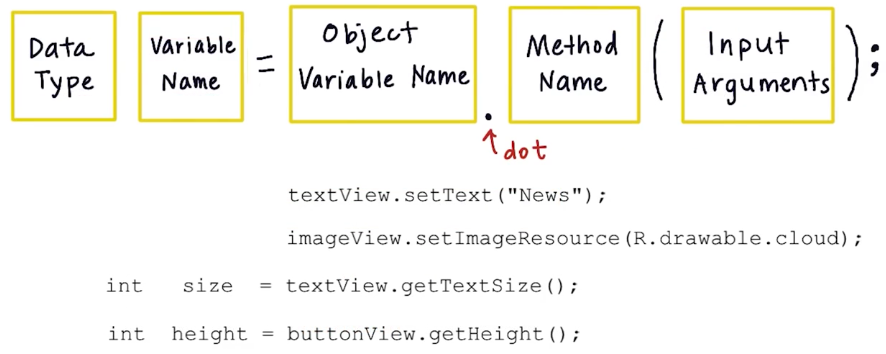 Data Type Variable Name = Object Variable Name . Method Name ( Input Arguments );
dot
textView.setText("News");
imageView.setImageResource(R.drawable.cloud);
int size = textView.getTextSize();
int height = buttonView.getHeight();